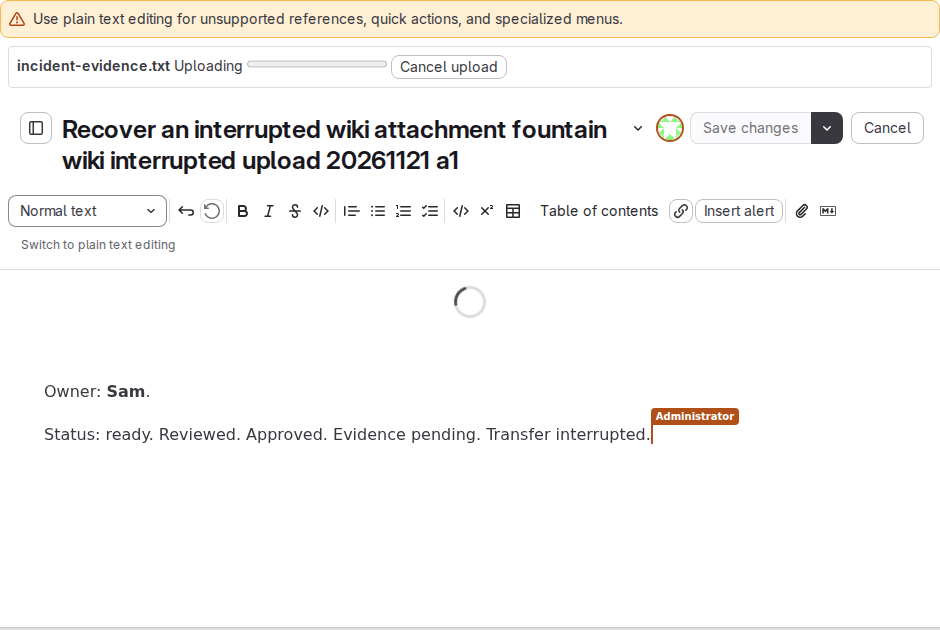 Use plain text editing for unsupported references, quick actions, and specialized menus.
incident-evidence.txt Uploading Cancel upload
Recover an interrupted wiki attachment fountain
wiki interrupted upload 20261121 a1
Save changes
Cancel
Normal text
Table of contents
Insert alert
Switch to plain text editing
Owner: Sam.
Administrator
Status: ready. Reviewed. Approved. Evidence pending. Transfer interrupted.